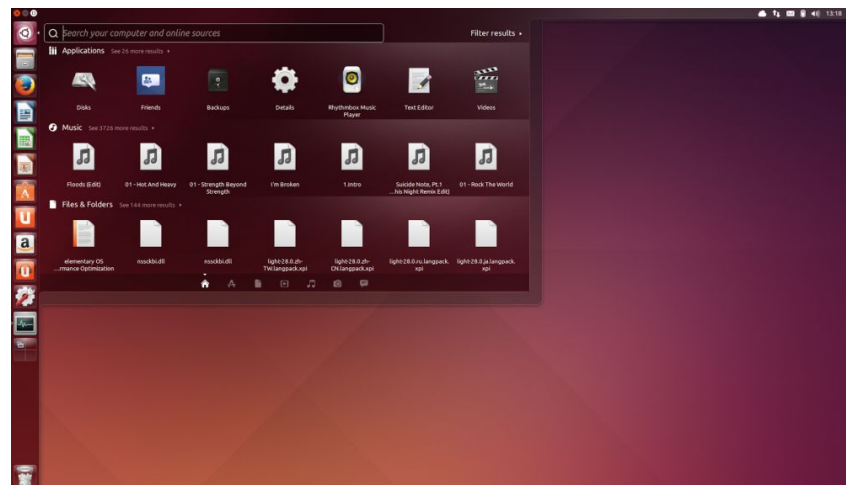 13:18
Search your computer and online sources
Filter results
Applications See 26 more results
Disks
Friends
Backups
Details
Rhythmbox Music
Player
Text Editor
Videos
Music See 3726 more results
Floods (Edit)
01 - Hot And Heavy
01 - Strength Beyond
Strength
I'm Broken
1.Intro
Suicide Note, Pt.1
...his Night Remix Edit)
01 - Rock The World
Files & Folders See 144 more results
elementary OS
...rmance Optimization
nssckbi.dll
nssckbi.dll
light-28.0.zh-
TW.langpack.xpi
light-28.0.zh-
CN.langpack.xpi
light-28.0.ru.langpack.
xpi
light-28.0.ja.langpack.
xpi